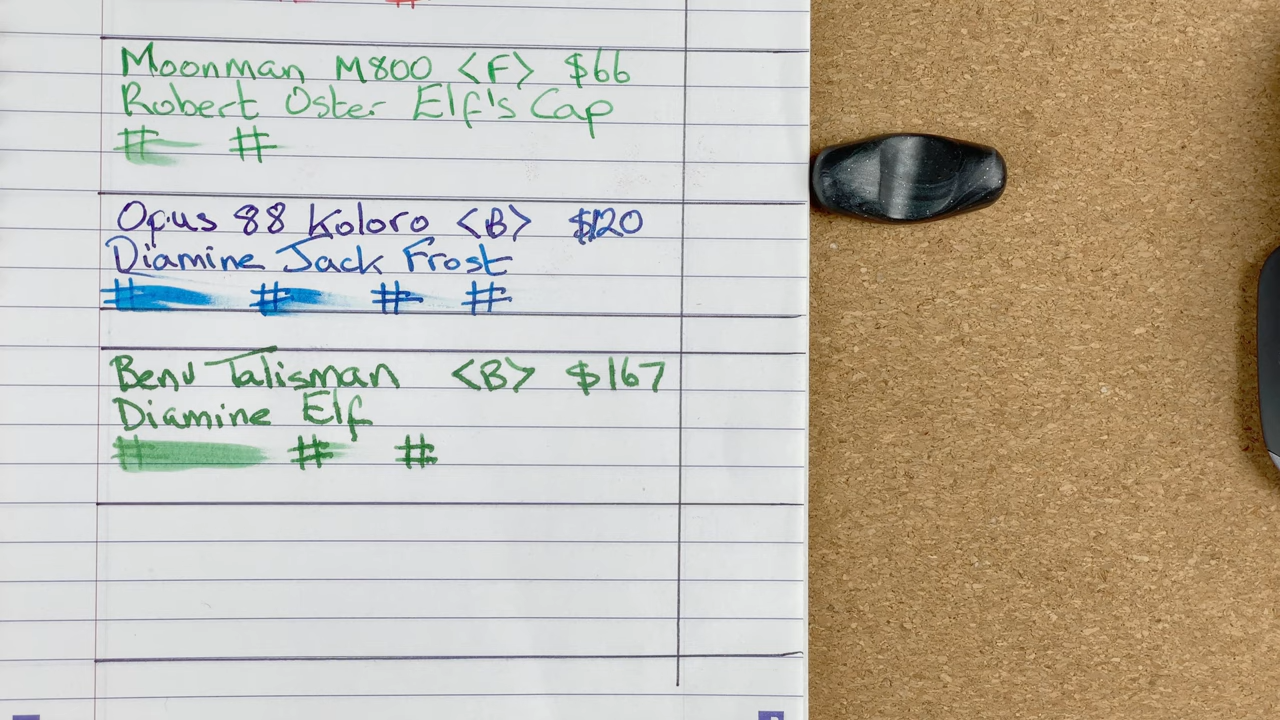 Moonman M800 <F> $66
Robert Oster Elf's Cap
# #
Opus 88 Koloro <B> $120
Diamine Jack Frost
# # # #
Benu Talisman <B> $167
Diamine Elf
# # #